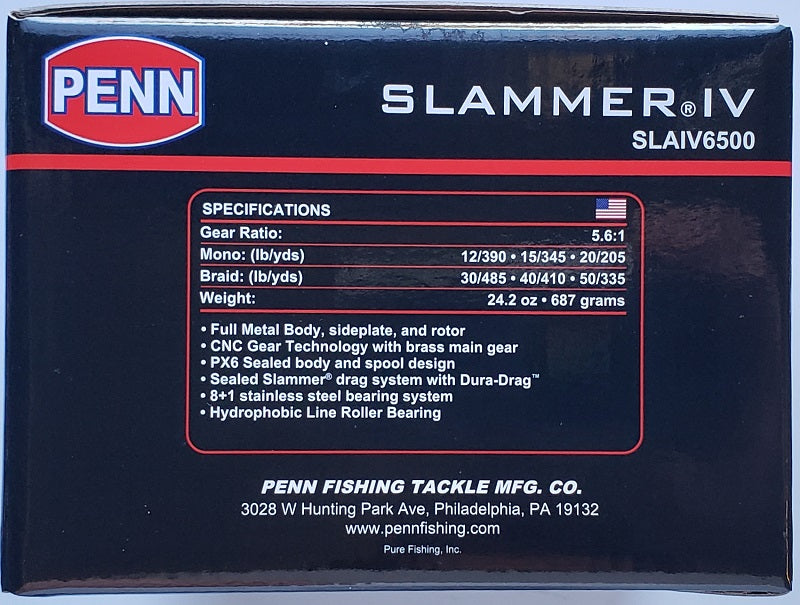 PENN
SLAMMER® IV
SLAIV6500
SPECIFICATIONS
Gear Ratio: 5.6:1
Mono: (lb/yds) 12/390 • 15/345 • 20/205
Braid: (lb/yds) 30/485 • 40/410 • 50/335
Weight: 24.2 oz • 687 grams
• Full Metal Body, sideplate, and rotor
• CNC Gear Technology with brass main gear
• PX6 Sealed body and spool design
• Sealed Slammer® drag system with Dura-Drag™
• 8+1 stainless steel bearing system
• Hydrophobic Line Roller Bearing
PENN FISHING TACKLE MFG. CO.
3028 W Hunting Park Ave, Philadelphia, PA 19132
www.pennfishing.com
Pure Fishing, Inc.